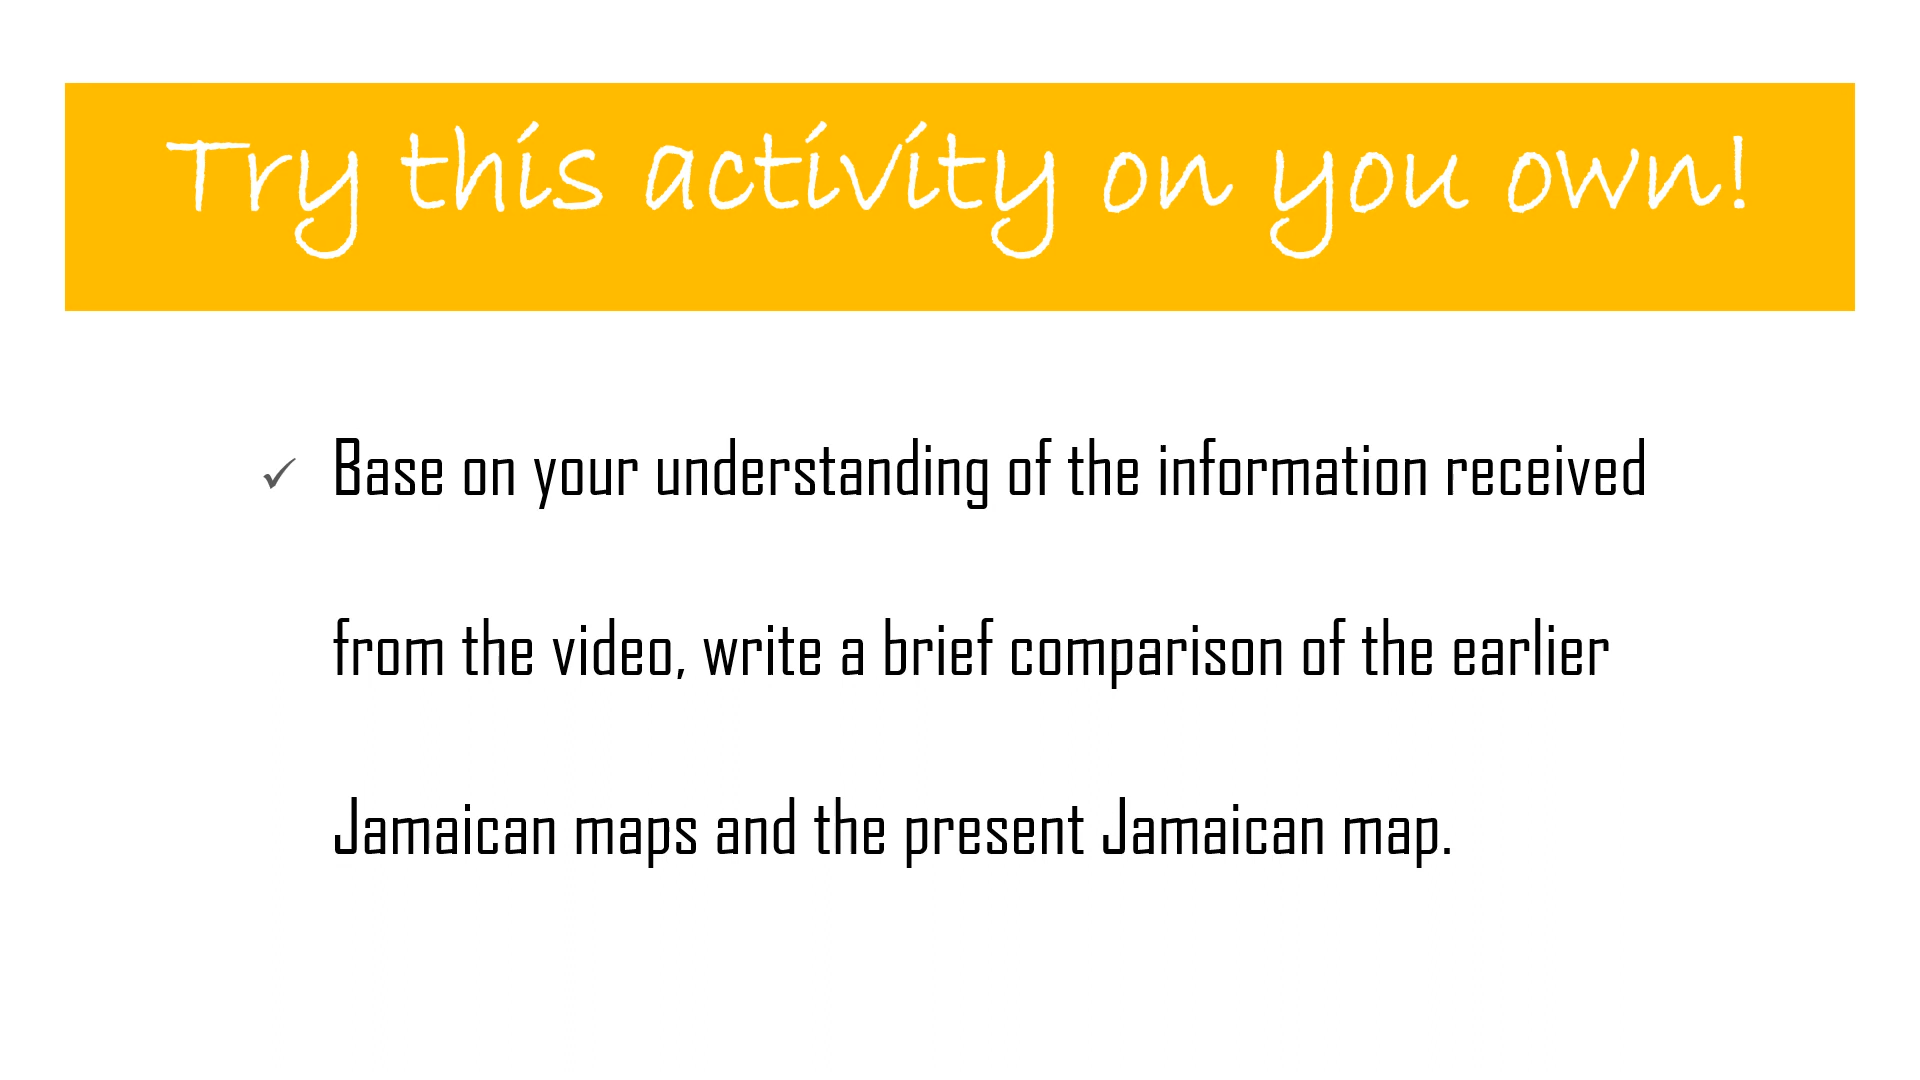 Try this activity on you own!
✓ Base on your understanding of the information received
from the video, write a brief comparison of the earlier
Jamaican maps and the present Jamaican map.